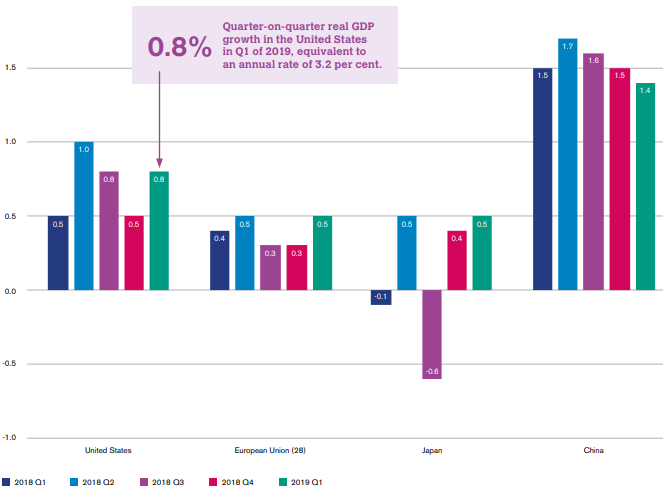 0.8%
Quarter-on-quarter real GDP
growth in the United States
in Q1 of 2019, equivalent to
an annual rate of 3.2 per cent.
1.5
1.0
0.5
0.0
-0.5
-1.0
0.5
1.0
0.8
0.5
0.8
0.4
0.5
0.3
0.3
0.5
-0.1
0.5
-0.6
0.4
0.5
1.5
1.7
1.6
1.5
1.4
United States
European Union (28)
Japan
China
2018 Q1
2018 Q2
2018 Q3
2018 Q4
2019 Q1